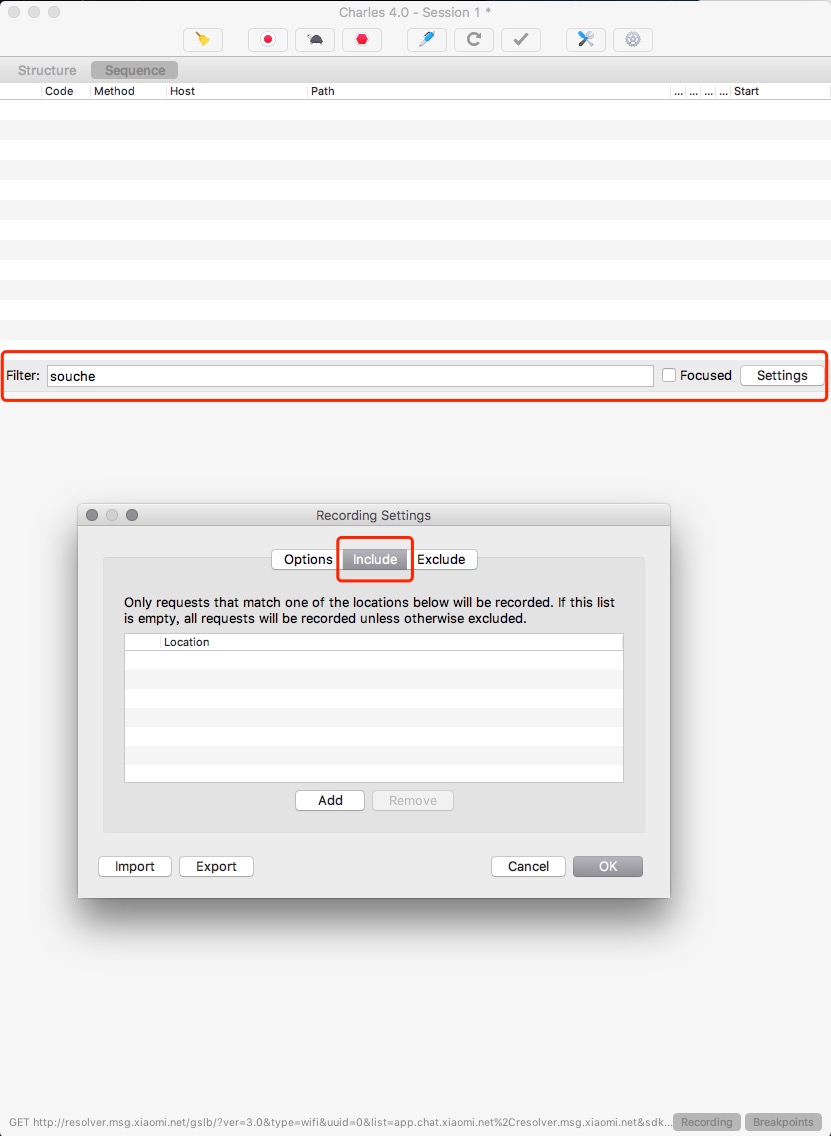 Charles 4.0 - Session 1 *
Structure Sequence
Code Method Host Path ... ... ... ... Start
Filter: souche Focused Settings
Recording Settings
Options Include Exclude
Only requests that match one of the locations below will be recorded. If this list
is empty, all requests will be recorded unless otherwise excluded.
Location
Add Remove
Import Export Cancel OK
GET http://resolver.msg.xiaomi.net/gslb/?ver=3.0&type=wifi&uuid=0&list=app.chat.xiaomi.net%2Cresolver.msg.xiaomi.net&sdk... Recording Breakpoints